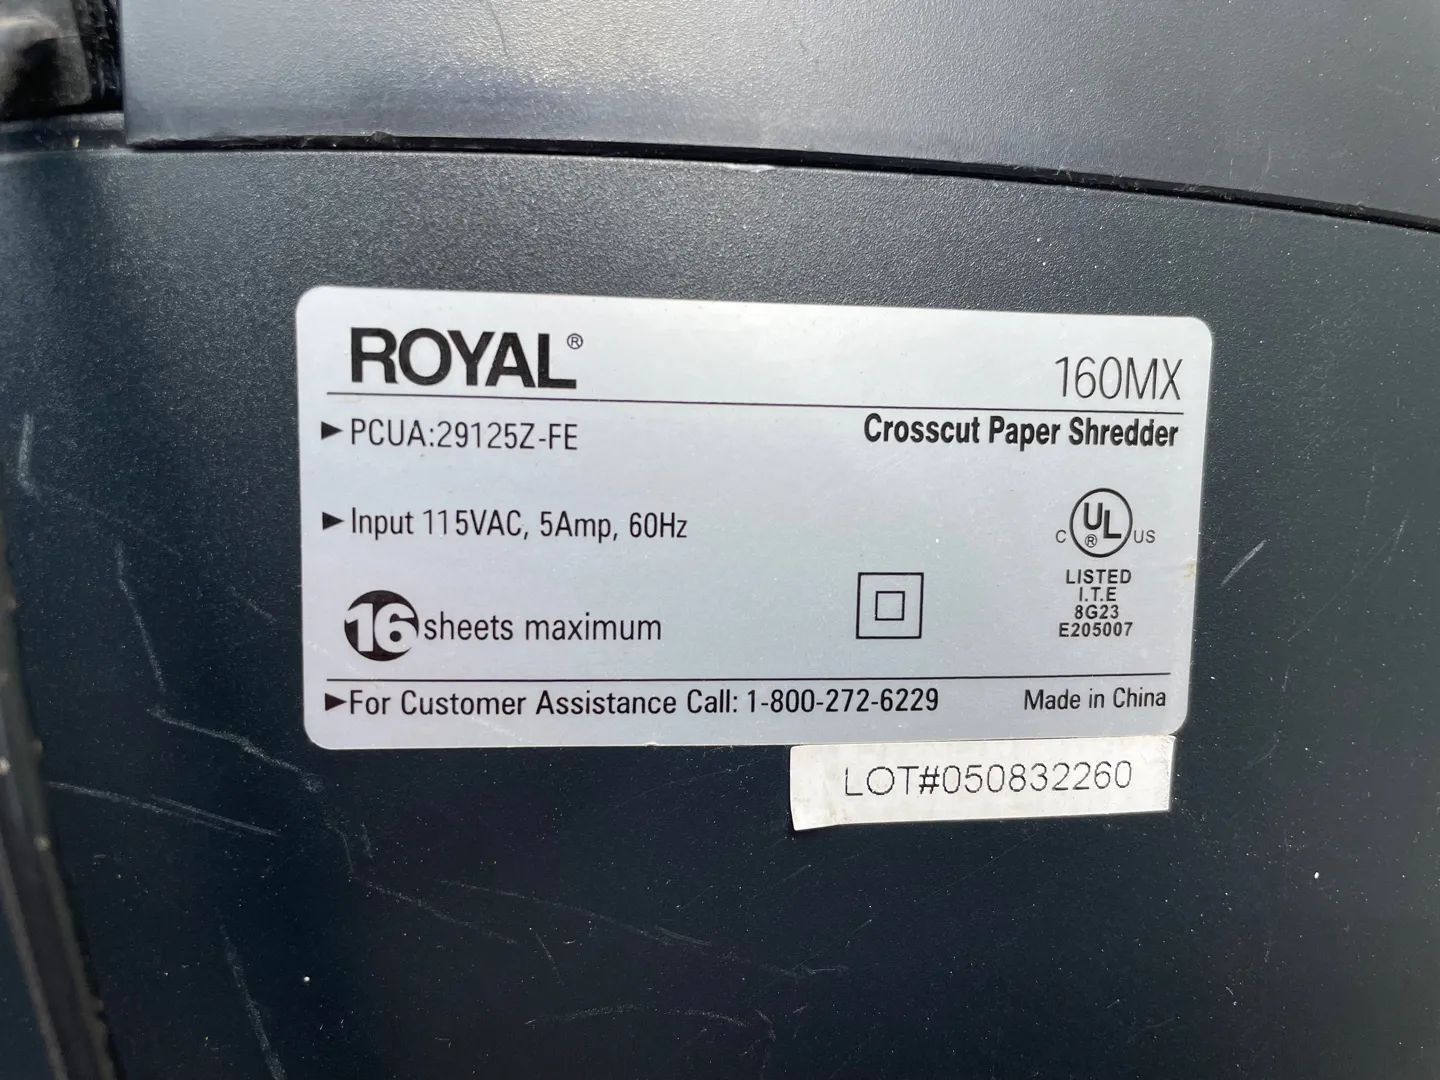 ROYAL®
160MX
►PCUA:29125Z-FE
Crosscut Paper Shredder
►Input 115VAC, 5Amp, 60Hz
C UL® US
LISTED
I.T.E
8G23
E205007
16 sheets maximum
►For Customer Assistance Call: 1-800-272-6229
Made in China
LOT#050832260